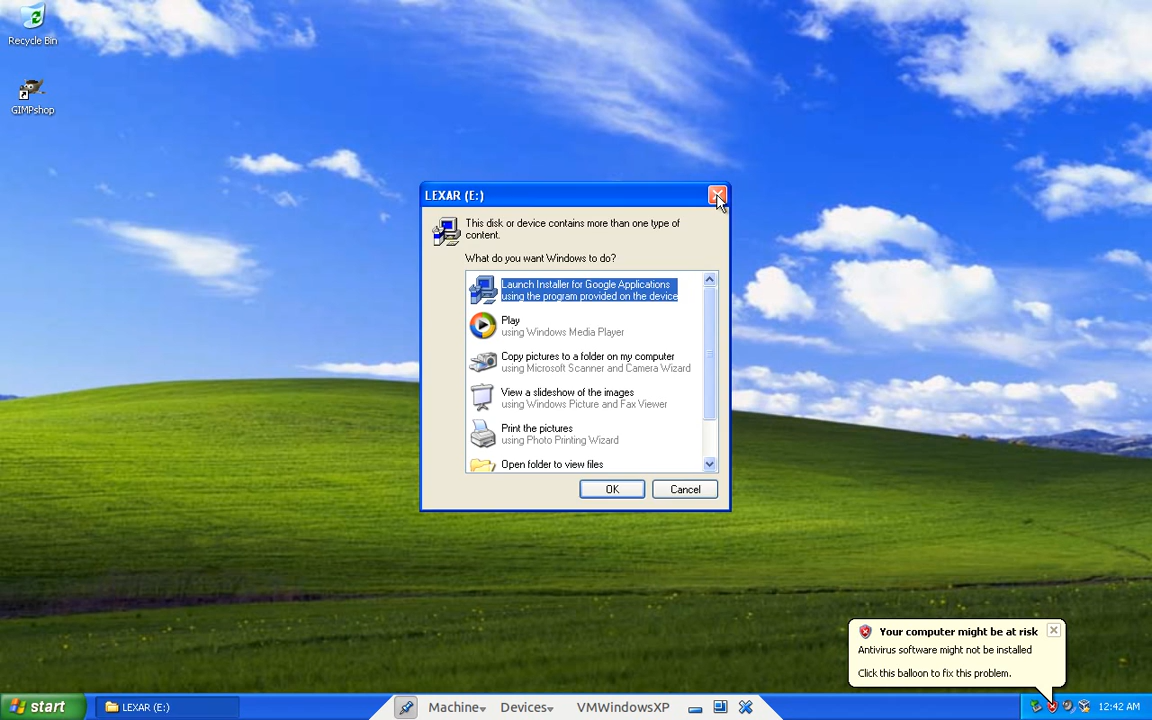 Recycle Bin
GIMPshop
LEXAR (E:)
This disk or device contains more than one type of
content.
What do you want Windows to do?
Launch Installer for Google Applications
using the program provided on the device
Play
using Windows Media Player
Copy pictures to a folder on my computer
using Microsoft Scanner and Camera Wizard
View a slideshow of the images
using Windows Picture and Fax Viewer
Print the pictures
using Photo Printing Wizard
Open folder to view files
OK
Cancel
Your computer might be at risk
Antivirus software might not be installed
Click this balloon to fix this problem.
start
LEXAR (E:)
Machine
Devices
VMWindowsXP
12:42 AM